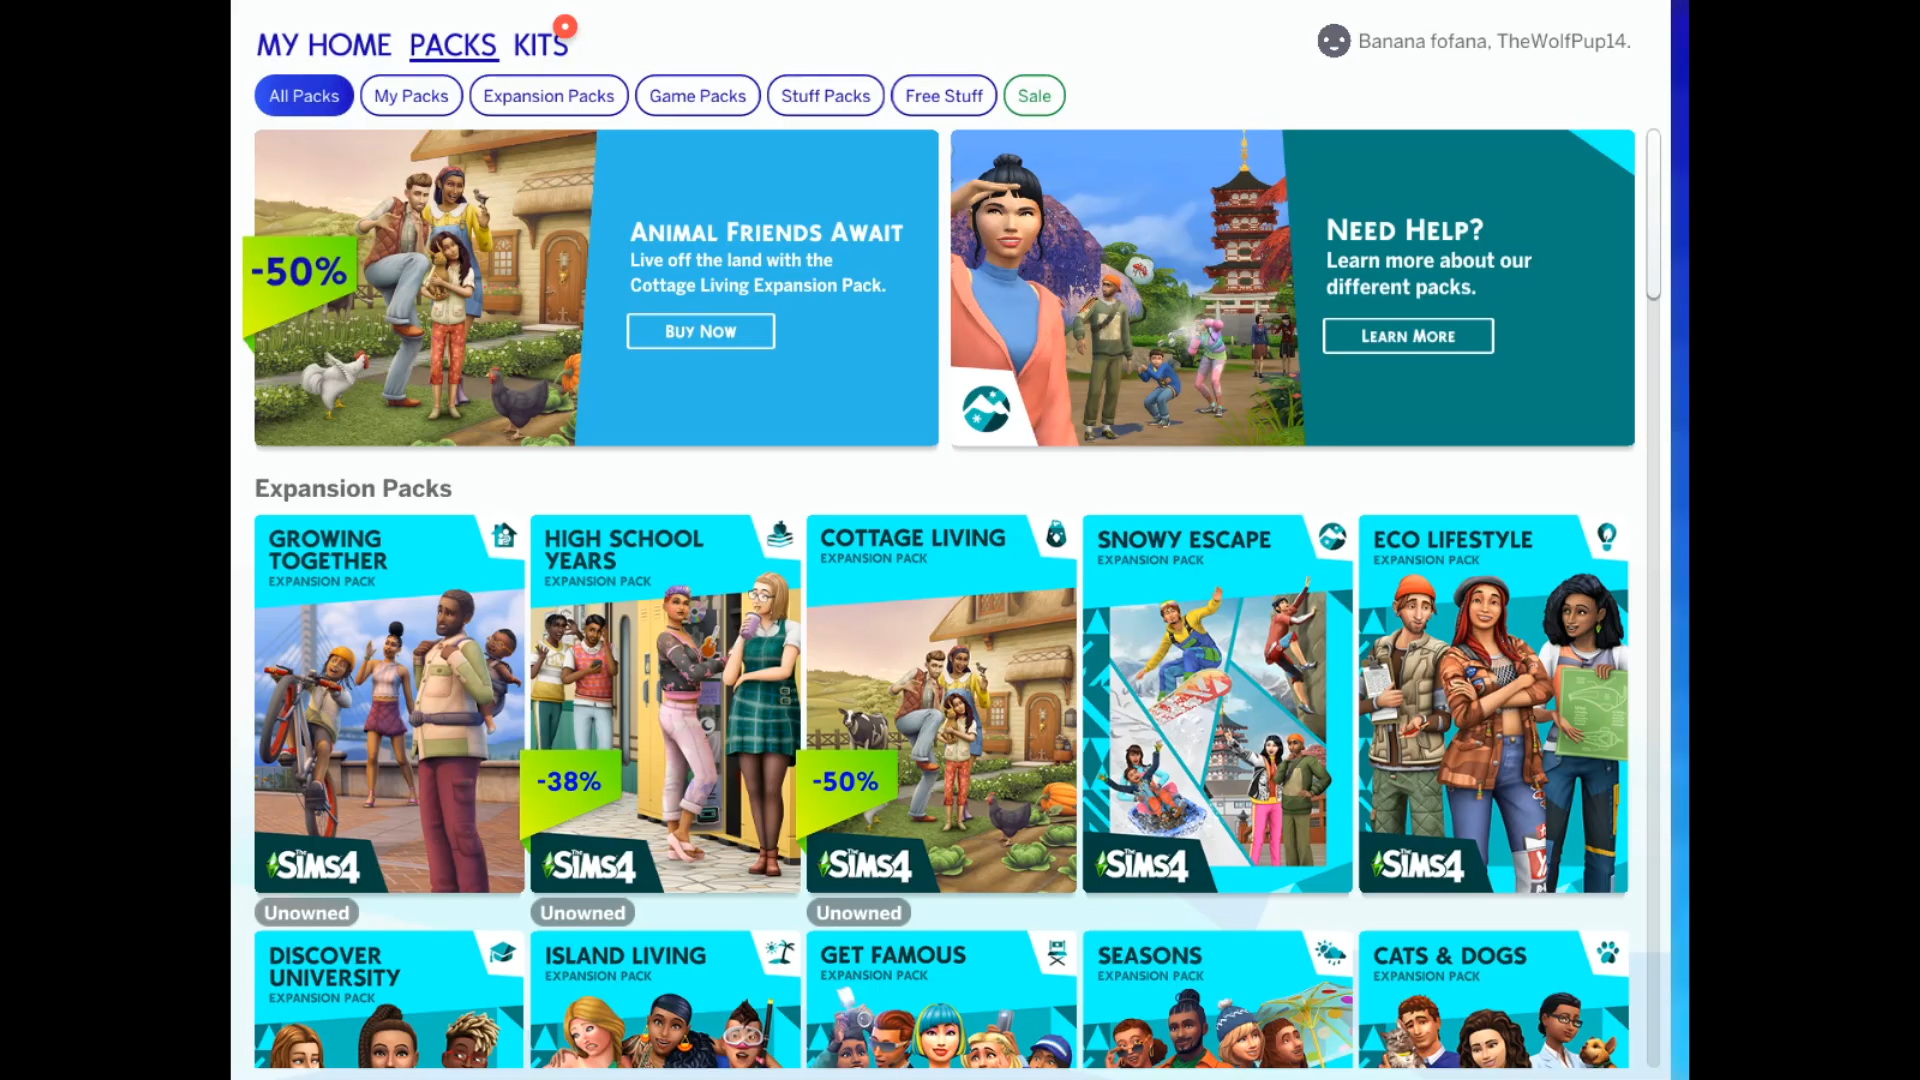 MY HOME PACKS KITS
Banana fofana, TheWolfPup14.
All Packs My Packs Expansion Packs Game Packs Stuff Packs Free Stuff Sale
-50%
ANIMAL FRIENDS AWAIT
Live off the land with the
Cottage Living Expansion Pack.
BUY NOW
NEED HELP?
Learn more about our
different packs.
LEARN MORE
Expansion Packs
GROWING
TOGETHER
EXPANSION PACK
THE SIMS4
Unowned
HIGH SCHOOL
YEARS
EXPANSION PACK
-38%
THE SIMS4
Unowned
COTTAGE LIVING
EXPANSION PACK
-50%
THE SIMS4
Unowned
SNOWY ESCAPE
EXPANSION PACK
THE SIMS4
ECO LIFESTYLE
EXPANSION PACK
THE SIMS4
DISCOVER
UNIVERSITY
EXPANSION PACK
ISLAND LIVING
EXPANSION PACK
GET FAMOUS
EXPANSION PACK
SEASONS
EXPANSION PACK
CATS & DOGS
EXPANSION PACK